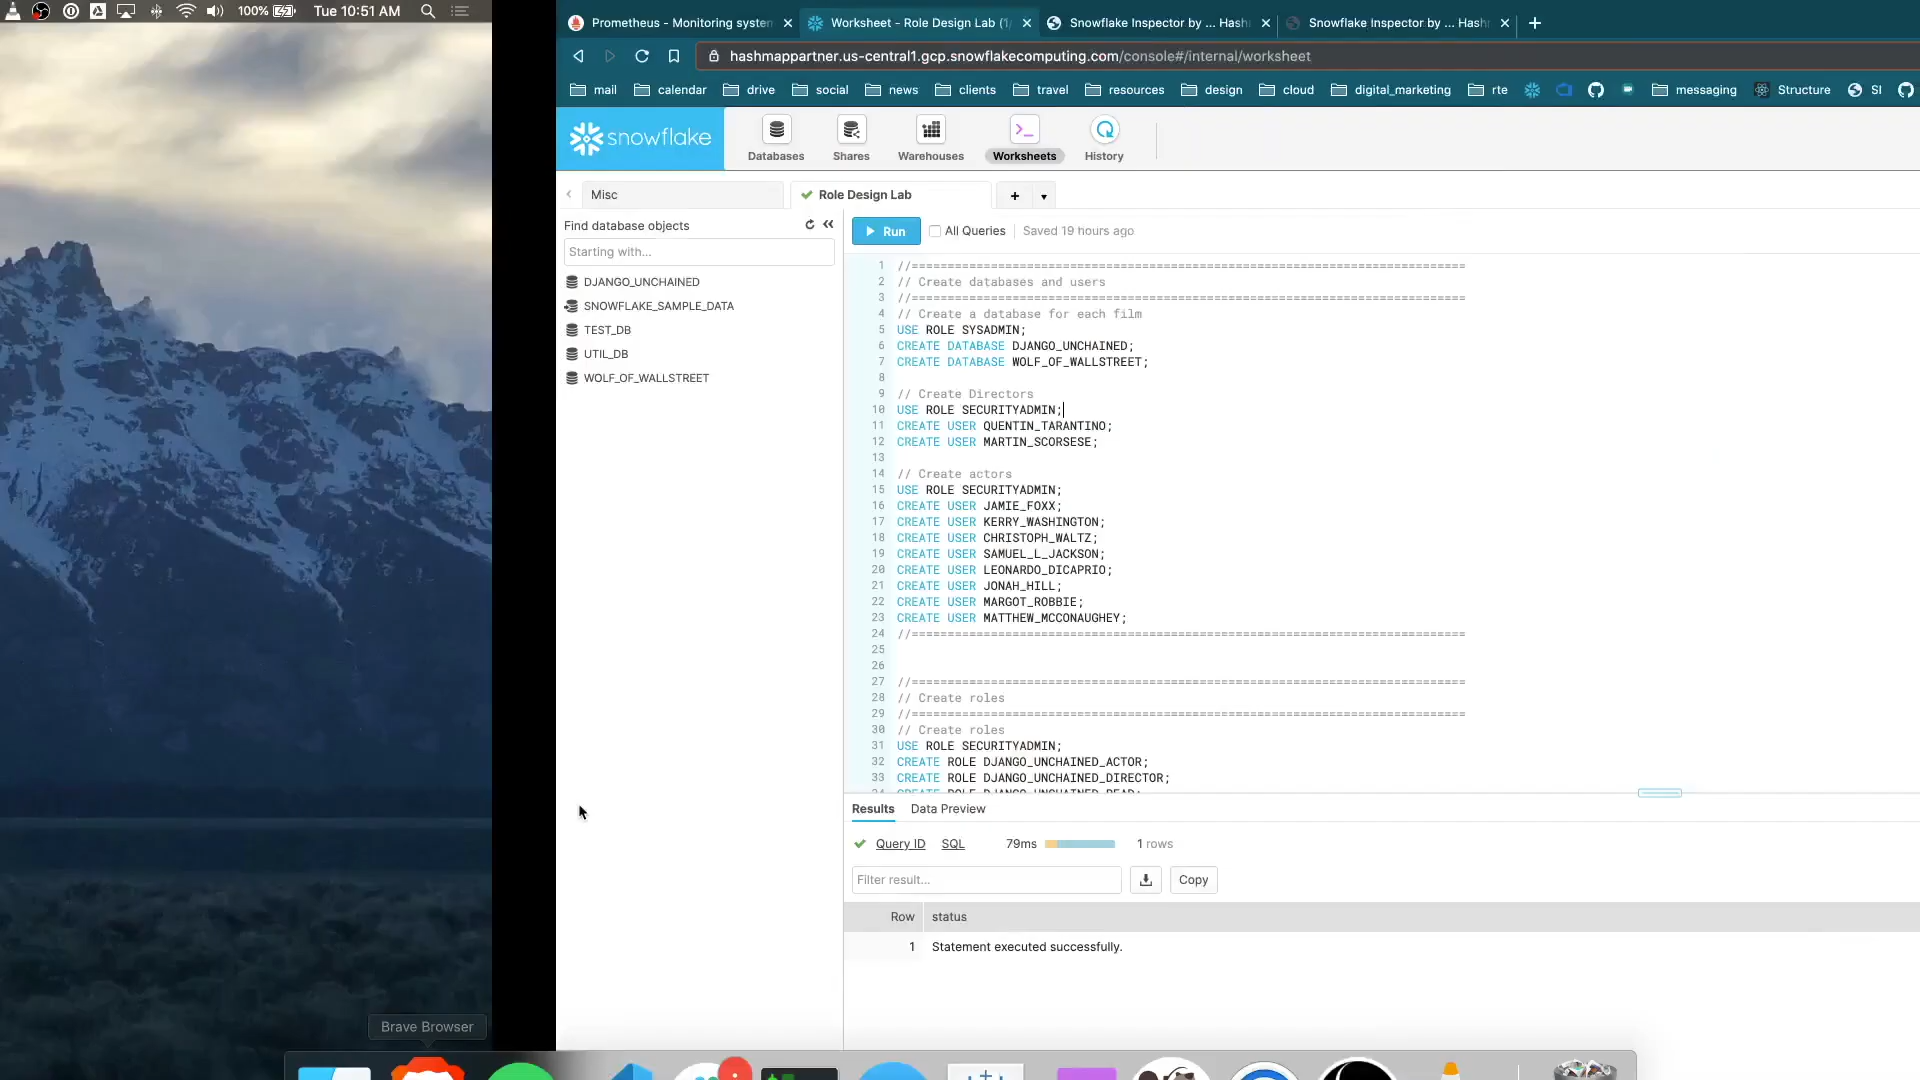 100% Tue 10:51 AM
Prometheus - Monitoring system
Worksheet - Role Design Lab (1/
Snowflake Inspector by ... Hash
Snowflake Inspector by ... Hash
hashmappartner.us-central1.gcp.snowflakecomputing.com/console#/internal/worksheet
mail calendar drive social news clients travel resources design cloud digital_marketing rte messaging Structure SI
snowflake
Databases Shares Warehouses Worksheets History
Misc
Role Design Lab
Find database objects
Starting with...
DJANGO_UNCHAINED
SNOWFLAKE_SAMPLE_DATA
TEST_DB
UTIL_DB
WOLF_OF_WALLSTREET
Run All Queries Saved 19 hours ago
1 //=============================================================================
2 // Create databases and users
3 //=============================================================================
4 // Create a database for each film
5 USE ROLE SYSADMIN;
6 CREATE DATABASE DJANGO_UNCHAINED;
7 CREATE DATABASE WOLF_OF_WALLSTREET;
8
9 // Create Directors
10 USE ROLE SECURITYADMIN;
11 CREATE USER QUENTIN_TARANTINO;
12 CREATE USER MARTIN_SCORSESE;
13
14 // Create actors
15 USE ROLE SECURITYADMIN;
16 CREATE USER JAMIE_FOXX;
17 CREATE USER KERRY_WASHINGTON;
18 CREATE USER CHRISTOPH_WALTZ;
19 CREATE USER SAMUEL_L_JACKSON;
20 CREATE USER LEONARDO_DICAPRIO;
21 CREATE USER JONAH_HILL;
22 CREATE USER MARGOT_ROBBIE;
23 CREATE USER MATTHEW_MCCONAUGHEY;
24 //=============================================================================
25
26
27 //=============================================================================
28 // Create roles
29 //=============================================================================
30 // Create roles
31 USE ROLE SECURITYADMIN;
32 CREATE ROLE DJANGO_UNCHAINED_ACTOR;
33 CREATE ROLE DJANGO_UNCHAINED_DIRECTOR;
34 CREATE ROLE DJANGO_UNCHAINED_READ;
Results Data Preview
Query ID SQL 79ms 1 rows
Filter result... Copy
Row status
1 Statement executed successfully.
Brave Browser